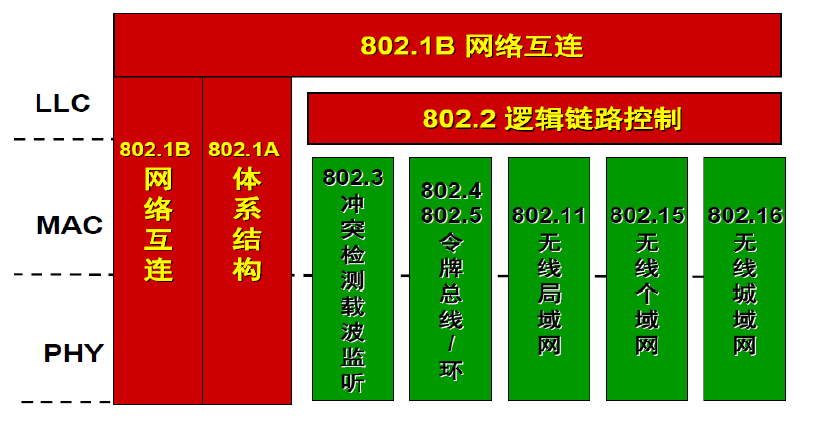 802.1B 网络互连
LLC
802.2 逻辑链路控制
802.1B
网络互连
802.1A
体系结构
MAC
PHY
802.3
冲突检测载波监听
802.4
802.5
令牌总线/环
802.11
无线局域网
802.15
无线个域网
802.16
无线城域网